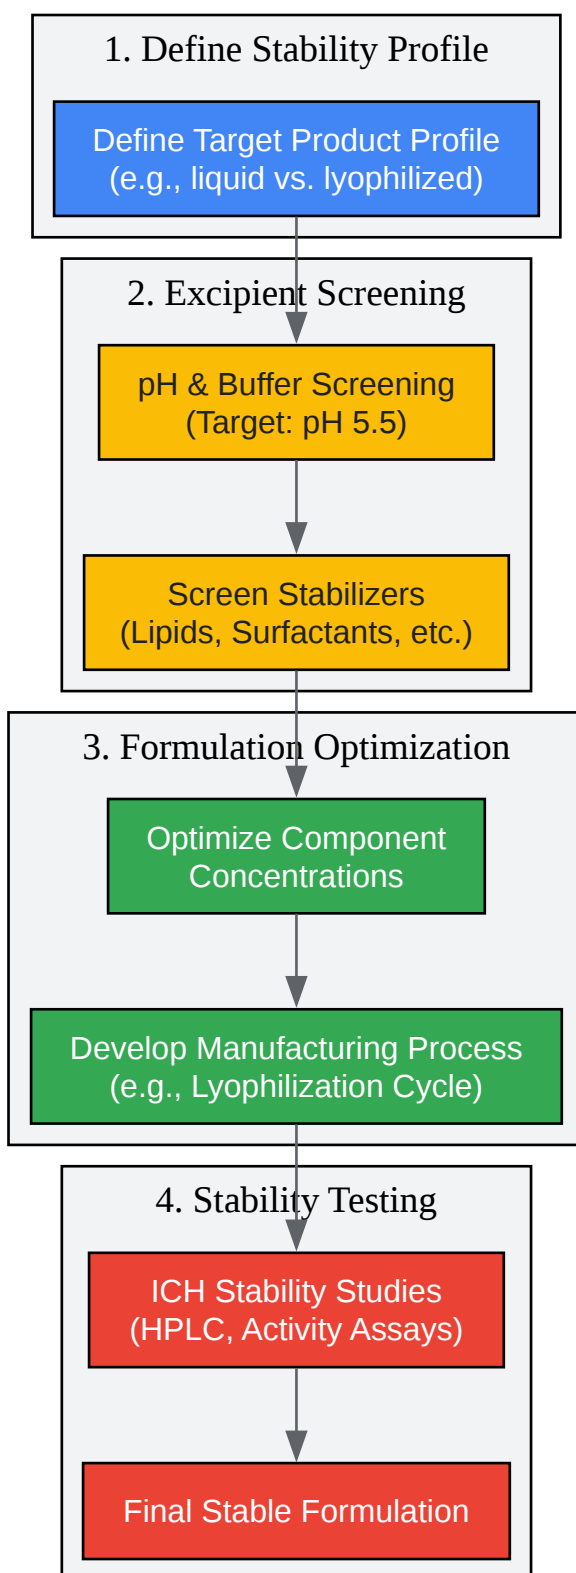 1. Define Stability Profile
Define Target Product Profile
(e.g., liquid vs. lyophilized)
2. Excipient Screening
pH & Buffer Screening
(Target: pH 5.5)
Screen Stabilizers
(Lipids, Surfactants, etc.)
3. Formulation Optimization
Optimize Component
Concentrations
Develop Manufacturing Process
(e.g., Lyophilization Cycle)
4. Stability Testing
ICH Stability Studies
(HPLC, Activity Assays)
Final Stable Formulation